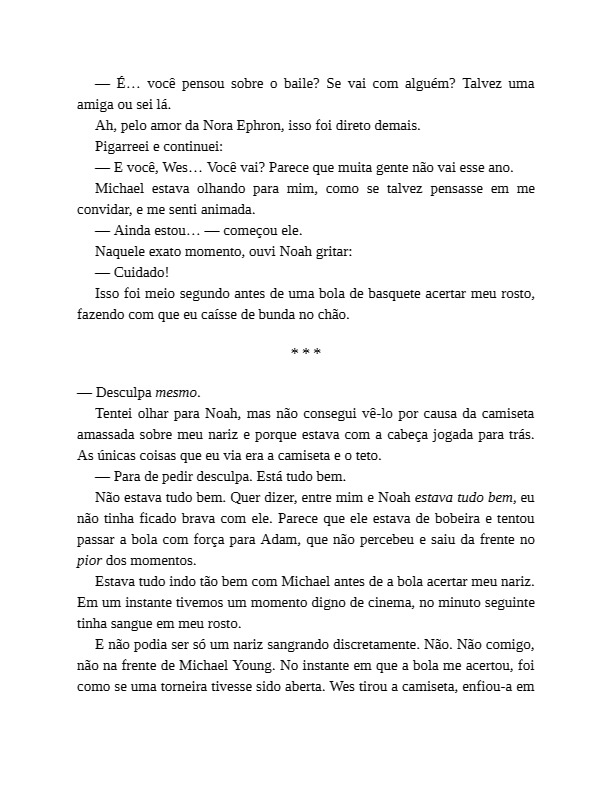 — É… você pensou sobre o baile? Se vai com alguém? Talvez uma
amiga ou sei lá.
Ah, pelo amor da Nora Ephron, isso foi direto demais.
Pigarreei e continuei:
— E você, Wes… Você vai? Parece que muita gente não vai esse ano.
Michael estava olhando para mim, como se talvez pensasse em me
convidar, e me senti animada.
— Ainda estou… — começou ele.
Naquele exato momento, ouvi Noah gritar:
— Cuidado!
Isso foi meio segundo antes de uma bola de basquete acertar meu rosto,
fazendo com que eu caísse de bunda no chão.
* * *
— Desculpa mesmo.
Tentei olhar para Noah, mas não consegui vê-lo por causa da camiseta
amassada sobre meu nariz e porque estava com a cabeça jogada para trás.
As únicas coisas que eu via era a camiseta e o teto.
— Para de pedir desculpa. Está tudo bem.
Não estava tudo bem. Quer dizer, entre mim e Noah estava tudo bem, eu
não tinha ficado brava com ele. Parece que ele estava de bobeira e tentou
passar a bola com força para Adam, que não percebeu e saiu da frente no
pior dos momentos.
Estava tudo indo tão bem com Michael antes de a bola acertar meu nariz.
Em um instante tivemos um momento digno de cinema, no minuto seguinte
tinha sangue em meu rosto.
E não podia ser só um nariz sangrando discretamente. Não. Não comigo,
não na frente de Michael Young. No instante em que a bola me acertou, foi
como se uma torneira tivesse sido aberta. Wes tirou a camiseta, enfiou-a em